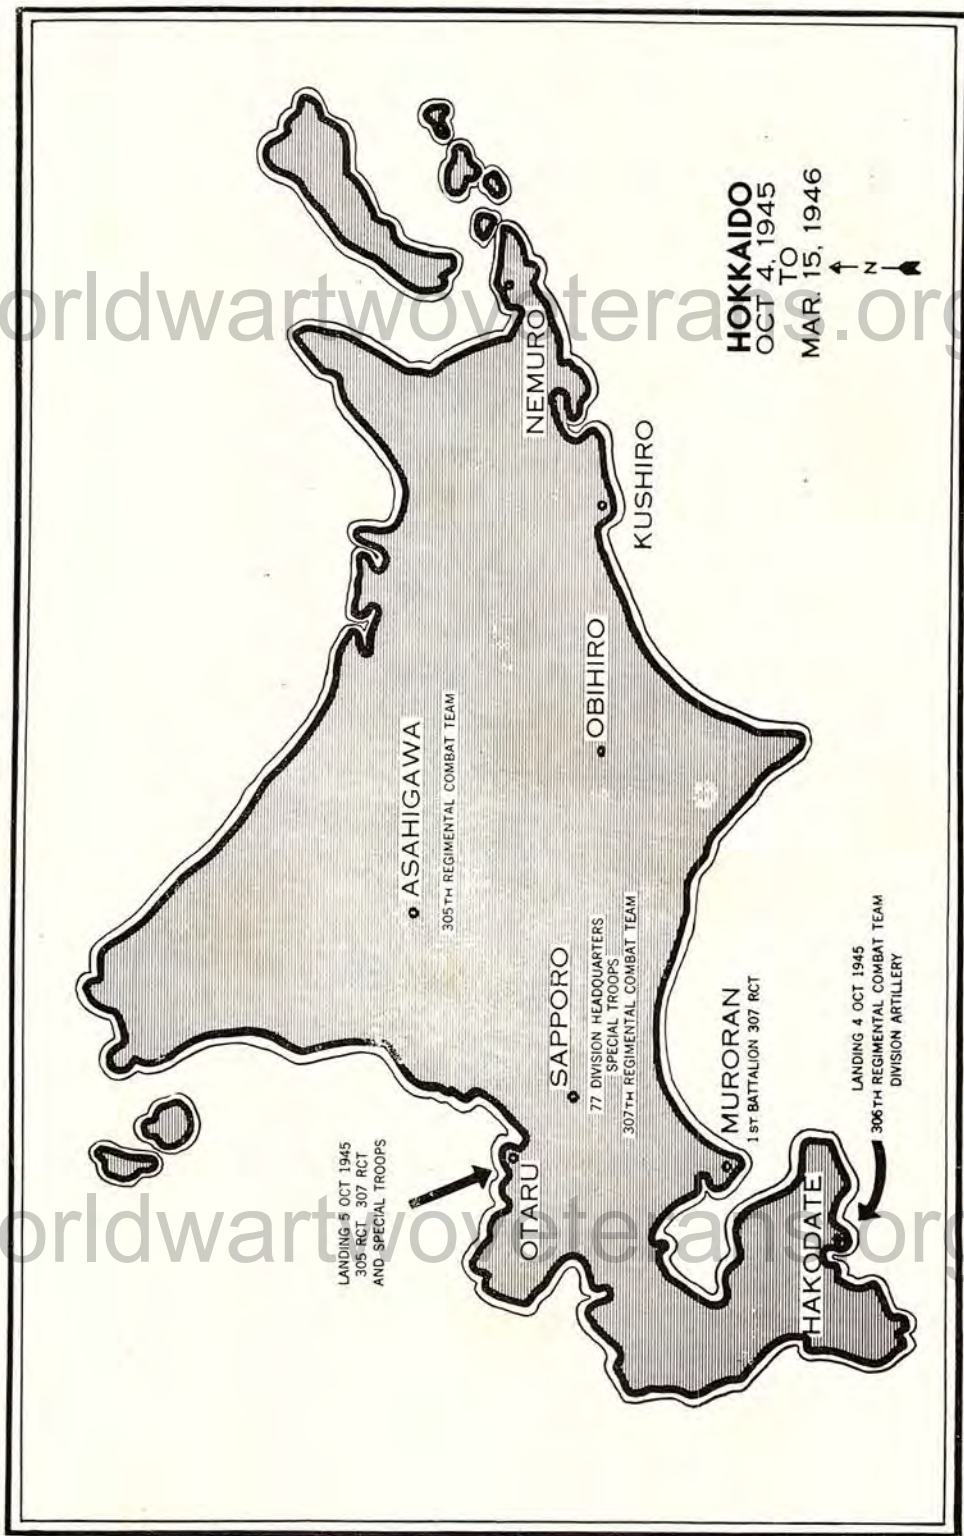 HOKKAIDO
OCT 4, 1945
TO
MAR. 15, 1946
N
NEMURO
KUSHIRO
OBIHIRO
ASAHIGAWA
305TH REGIMENTAL COMBAT TEAM
SAPPORO
77 DIVISION HEADQUARTERS
SPECIAL TROOPS
307TH REGIMENTAL COMBAT TEAM
MURORAN
1ST BATTALION 307 RCT
LANDING 5 OCT 1945
305 RCT 307 RCT
AND SPECIAL TROOPS
OTARU
HAKODATE
LANDING 4 OCT 1945
306TH REGIMENTAL COMBAT TEAM
DIVISION ARTILLERY
orldwartwoveterans.org
orldwartwoveterans.org